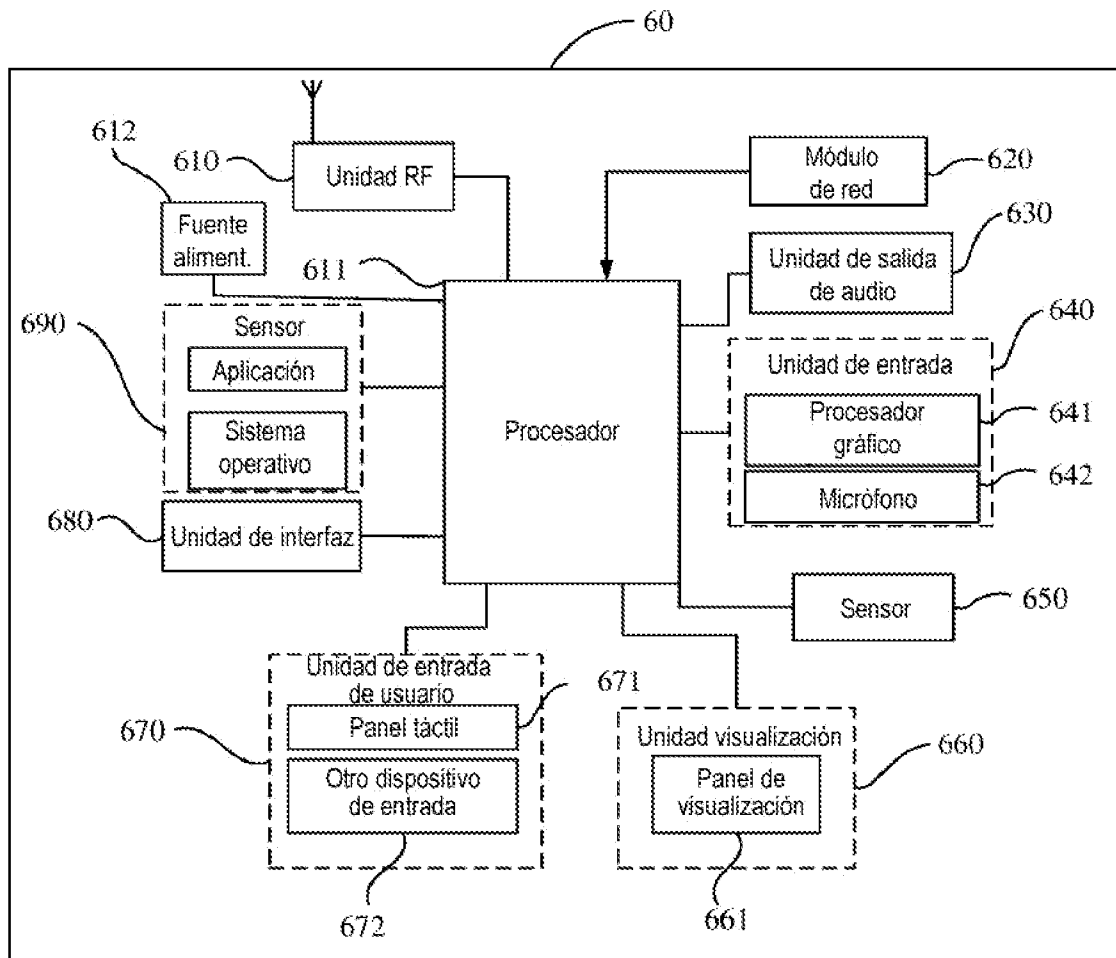 60
612
610
Unidad RF
Módulo
de red
620
Fuente
aliment.
611
630
Unidad de salida
de audio
690
Sensor
Aplicación
Sistema
operativo
640
Unidad de entrada
Procesador
gráfico
641
Micrófono
642
Procesador
680
Unidad de interfaz
Sensor
650
Unidad de entrada
de usuario
671
Panel táctil
670
Otro dispositivo
de entrada
672
Unidad visualización
660
Panel de
visualización
661